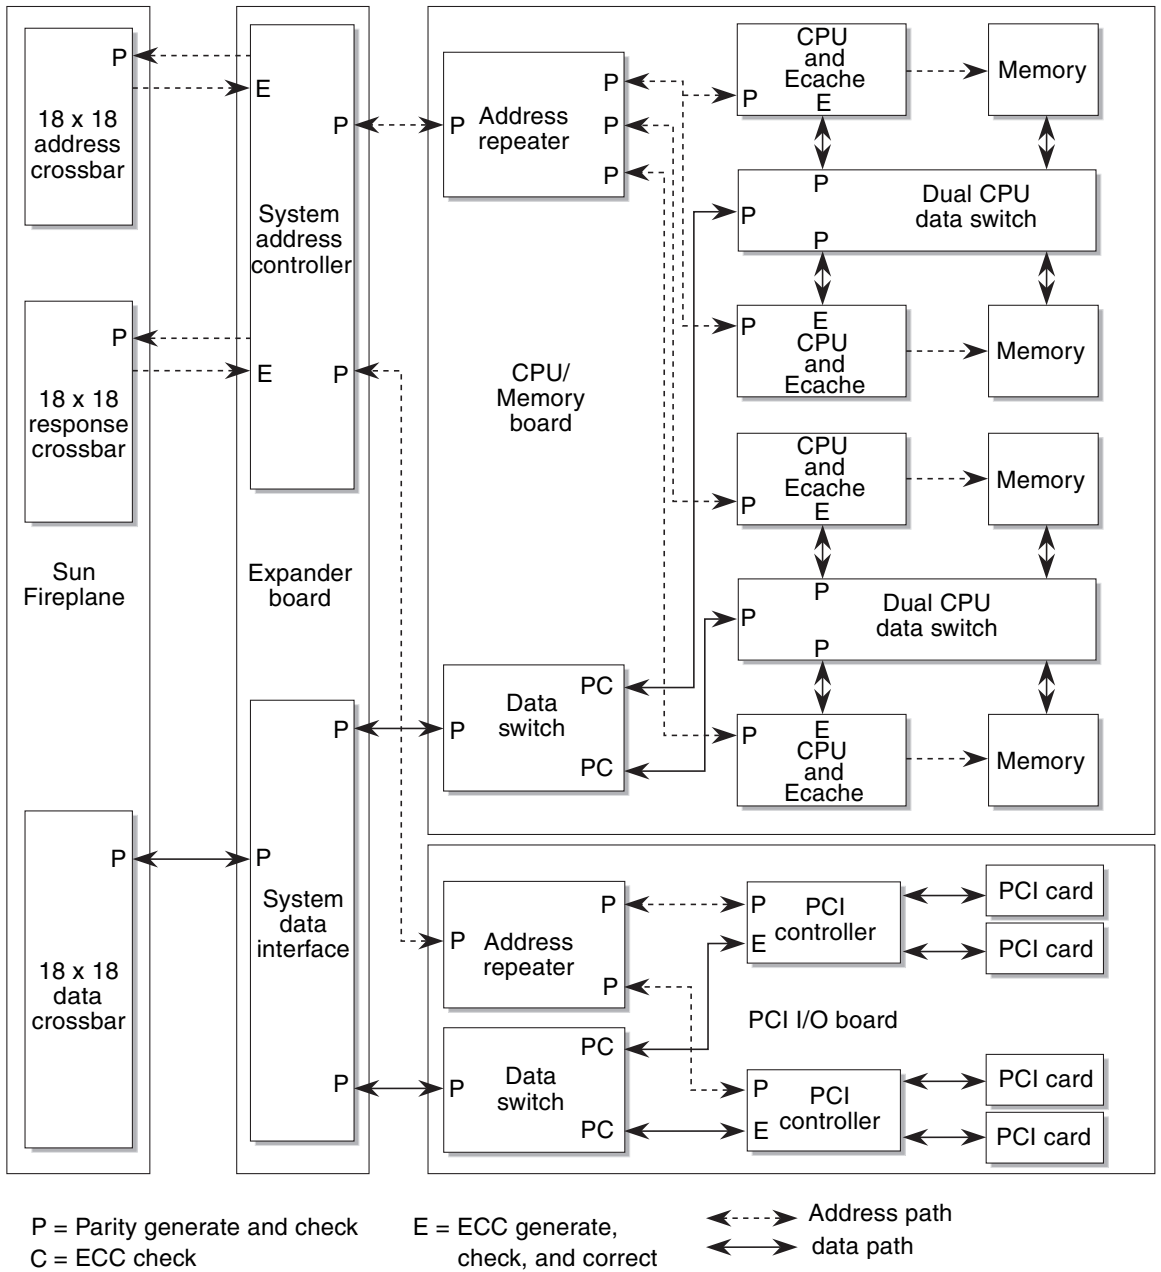 P
E
18 x 18
address
crossbar
P
E
18 x 18
response
crossbar
Sun
Fireplane
P
18 x 18
data
crossbar
P
System
address
controller
P
Expander
board
P
P
System
data
interface
P
P
Address
repeater
P
P
P
CPU/
Memory
board
P
Data
switch
PC
PC
CPU
and
Ecache
P
E
Memory
P
P
P
Dual CPU
data switch
P
E
CPU
and
Ecache
Memory
CPU
and
Ecache
P
E
Memory
P
P
P
Dual CPU
data switch
P
E
CPU
and
Ecache
Memory
P
Address
repeater
P
P
P
Data
switch
PC
PC
P
E
PCI
controller
PCI card
PCI card
PCI I/O board
P
E
PCI
controller
PCI card
PCI card
P = Parity generate and check
C = ECC check
E = ECC generate,
check, and correct
Address path
data path